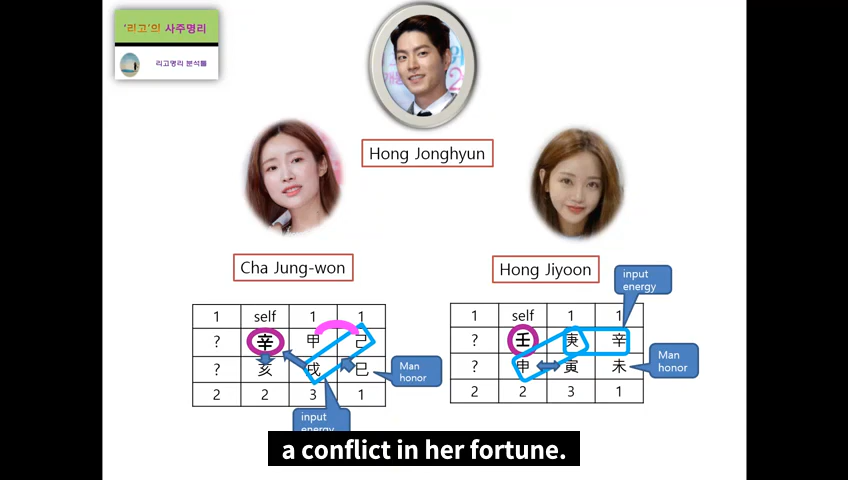 '리고'의 사주명리
리고명리 분석틀
Hong Jonghyun
Cha Jung-won
Hong Jiyoon
input
energy
1 self 1 1
? 辛 甲 己
? 亥 戌 巳
2 2 3 1
Man
honor
input
energy
1 self 1 1
? 壬 庚 辛
? 申 寅 未
2 2 3 1
Man
honor
a conflict in her fortune.